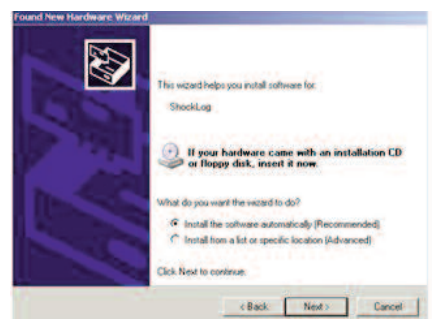 Found New Hardware Wizard
This wizard helps you install software for:
ShockLog
If your hardware came with an installation CD
or floppy disk, insert it now.
What do you want the wizard to do?
Install the software automatically (Recommended)
Install from a list or specific location (Advanced)
Click Next to continue.
< Back
Next >
Cancel